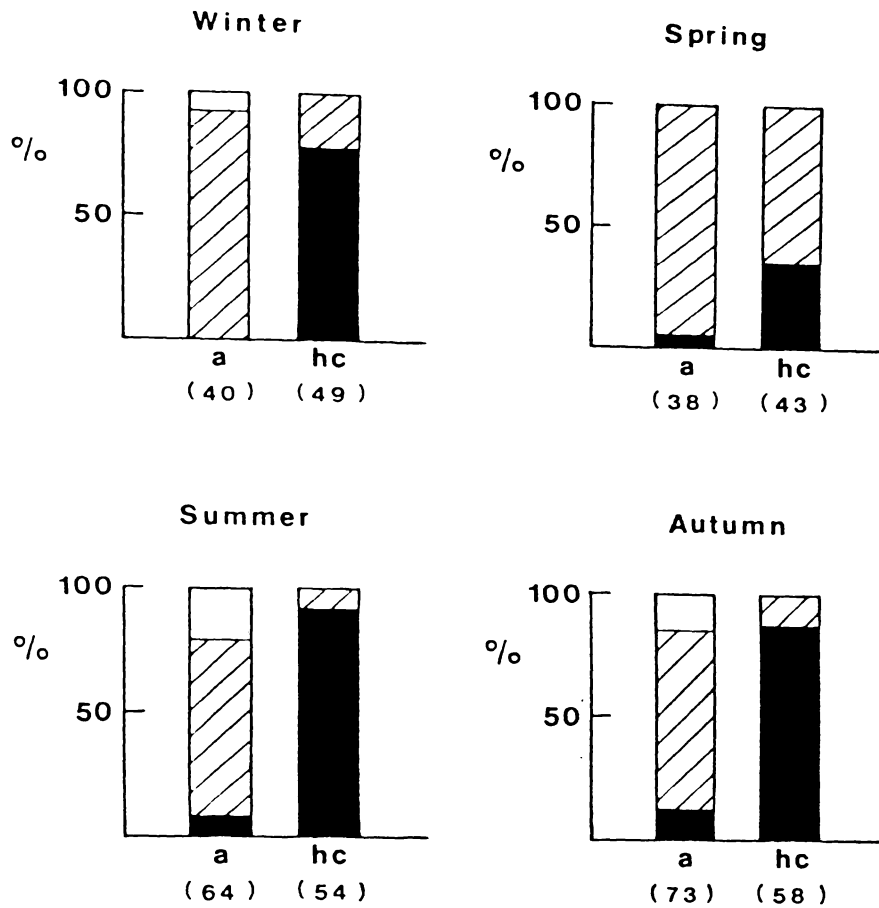 Winter
100
%
50
a hc
(40) (49)
Spring
100
%
50
a hc
(38) (43)
Summer
100
%
50
a hc
(64) (54)
Autumn
100
%
50
a hc
(73) (58)